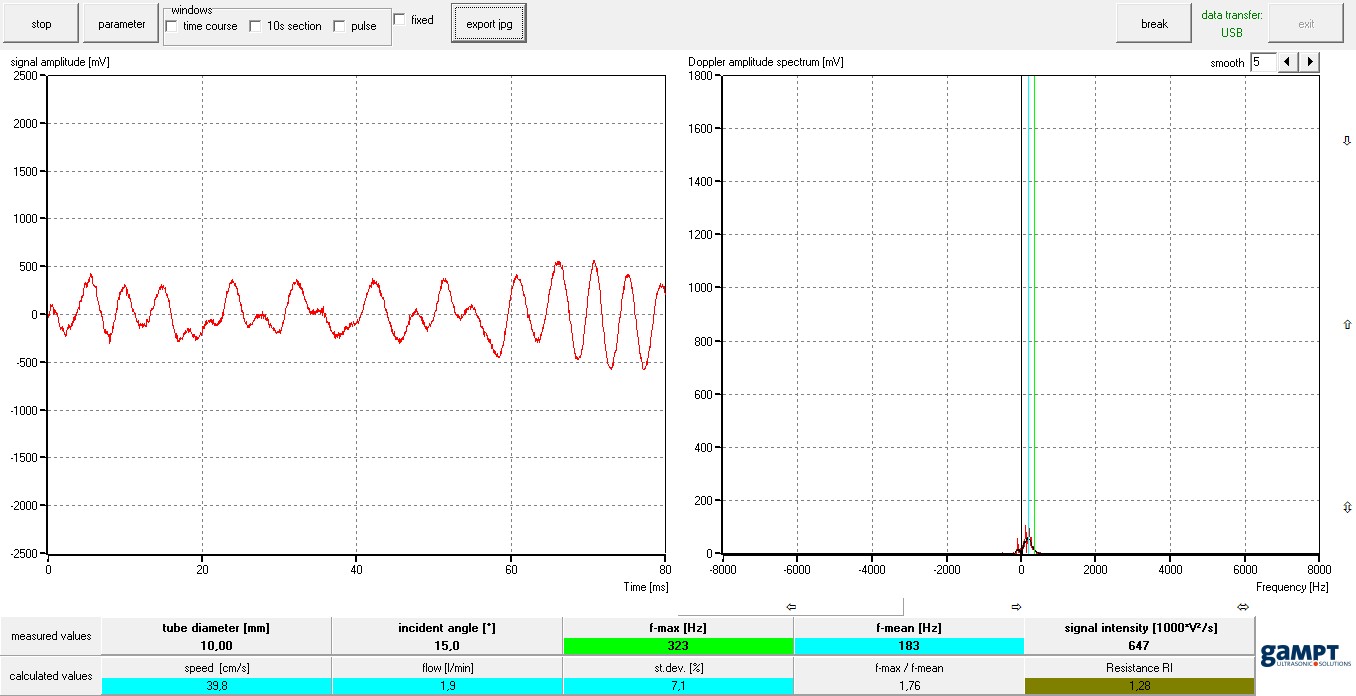 stop
parameter
windows
time course
10s section
pulse
fixed
export jpg
break
data transfer:
USB
exit
signal amplitude [mV]
2500
2000
1500
1000
500
0
-500
-1000
-1500
-2000
-2500
0 20 40 60 80
Time [ms]
Doppler amplitude spectrum [mV]
smooth 5
1800
1600
1400
1200
1000
800
600
400
200
0
-8000 -6000 -4000 -2000 0 2000 4000 6000 8000
Frequency [Hz]
measured values
tube diameter [mm] incident angle [°] f-max [Hz] f-mean [Hz] signal intensity [1000*V²/s]
10,00 15,0 323 183 647
calculated values
speed [cm/s] flow [l/min] st.dev. [%] f-max / f-mean Resistance RI
39,8 1,9 7,1 1,76 1,28
GAMPT
ULTRASONIC SOLUTIONS